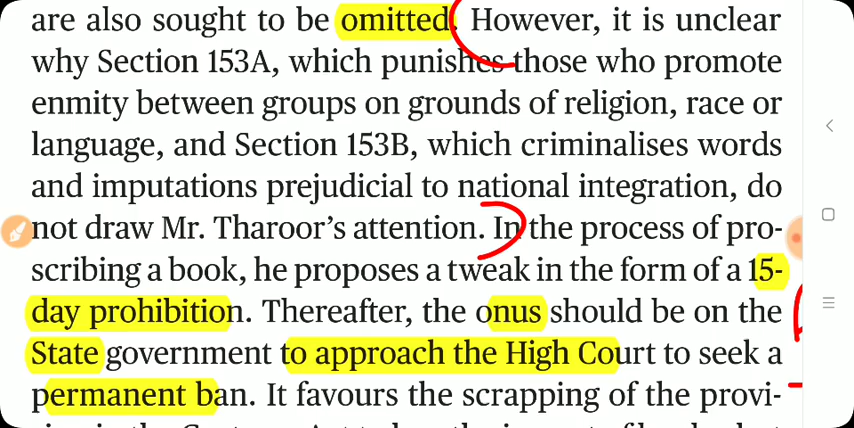 are also sought to be omitted. However, it is unclear
why Section 153A, which punishes those who promote
enmity between groups on grounds of religion, race or
language, and Section 153B, which criminalises words
and imputations prejudicial to national integration, do
not draw Mr. Tharoor's attention. In the process of pro-
scribing a book, he proposes a tweak in the form of a 15-
day prohibition. Thereafter, the onus should be on the
State government to approach the High Court to seek a
permanent ban. It favours the scrapping of the provi-